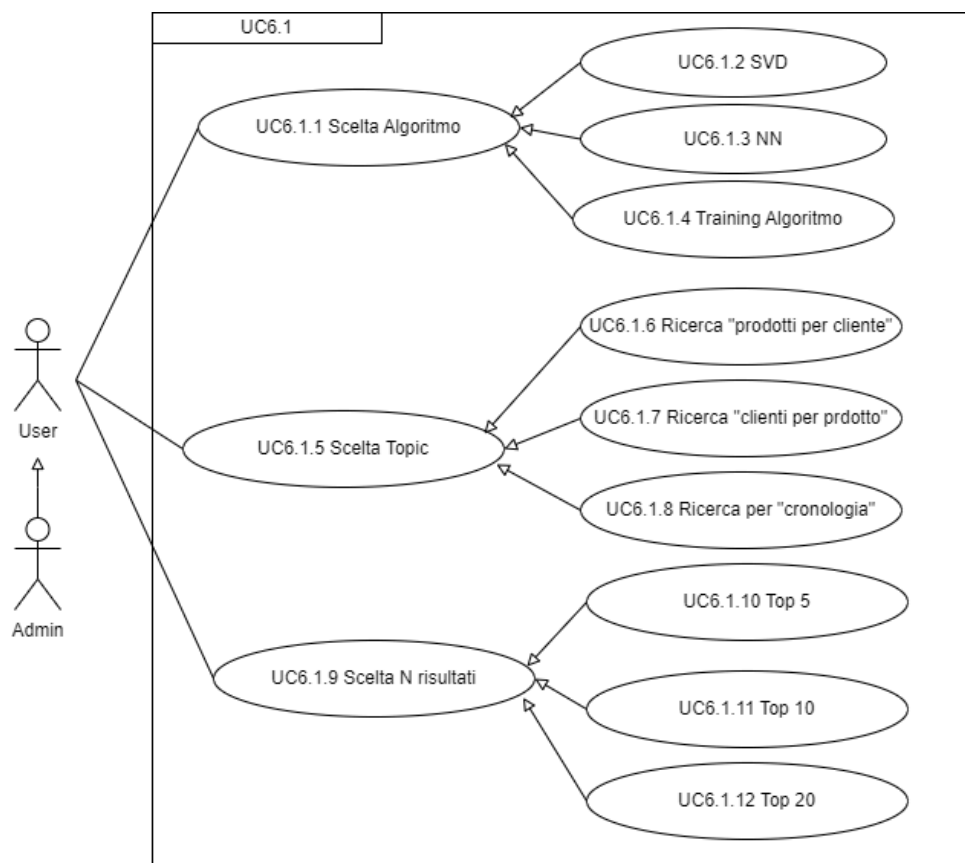 UC6.1
UC6.1.1 Scelta Algoritmo
UC6.1.2 SVD
UC6.1.3 NN
UC6.1.4 Training Algoritmo
User
Admin
UC6.1.5 Scelta Topic
UC6.1.6 Ricerca "prodotti per cliente"
UC6.1.7 Ricerca "clienti per prdotto"
UC6.1.8 Ricerca per "cronologia"
UC6.1.9 Scelta N risultati
UC6.1.10 Top 5
UC6.1.11 Top 10
UC6.1.12 Top 20